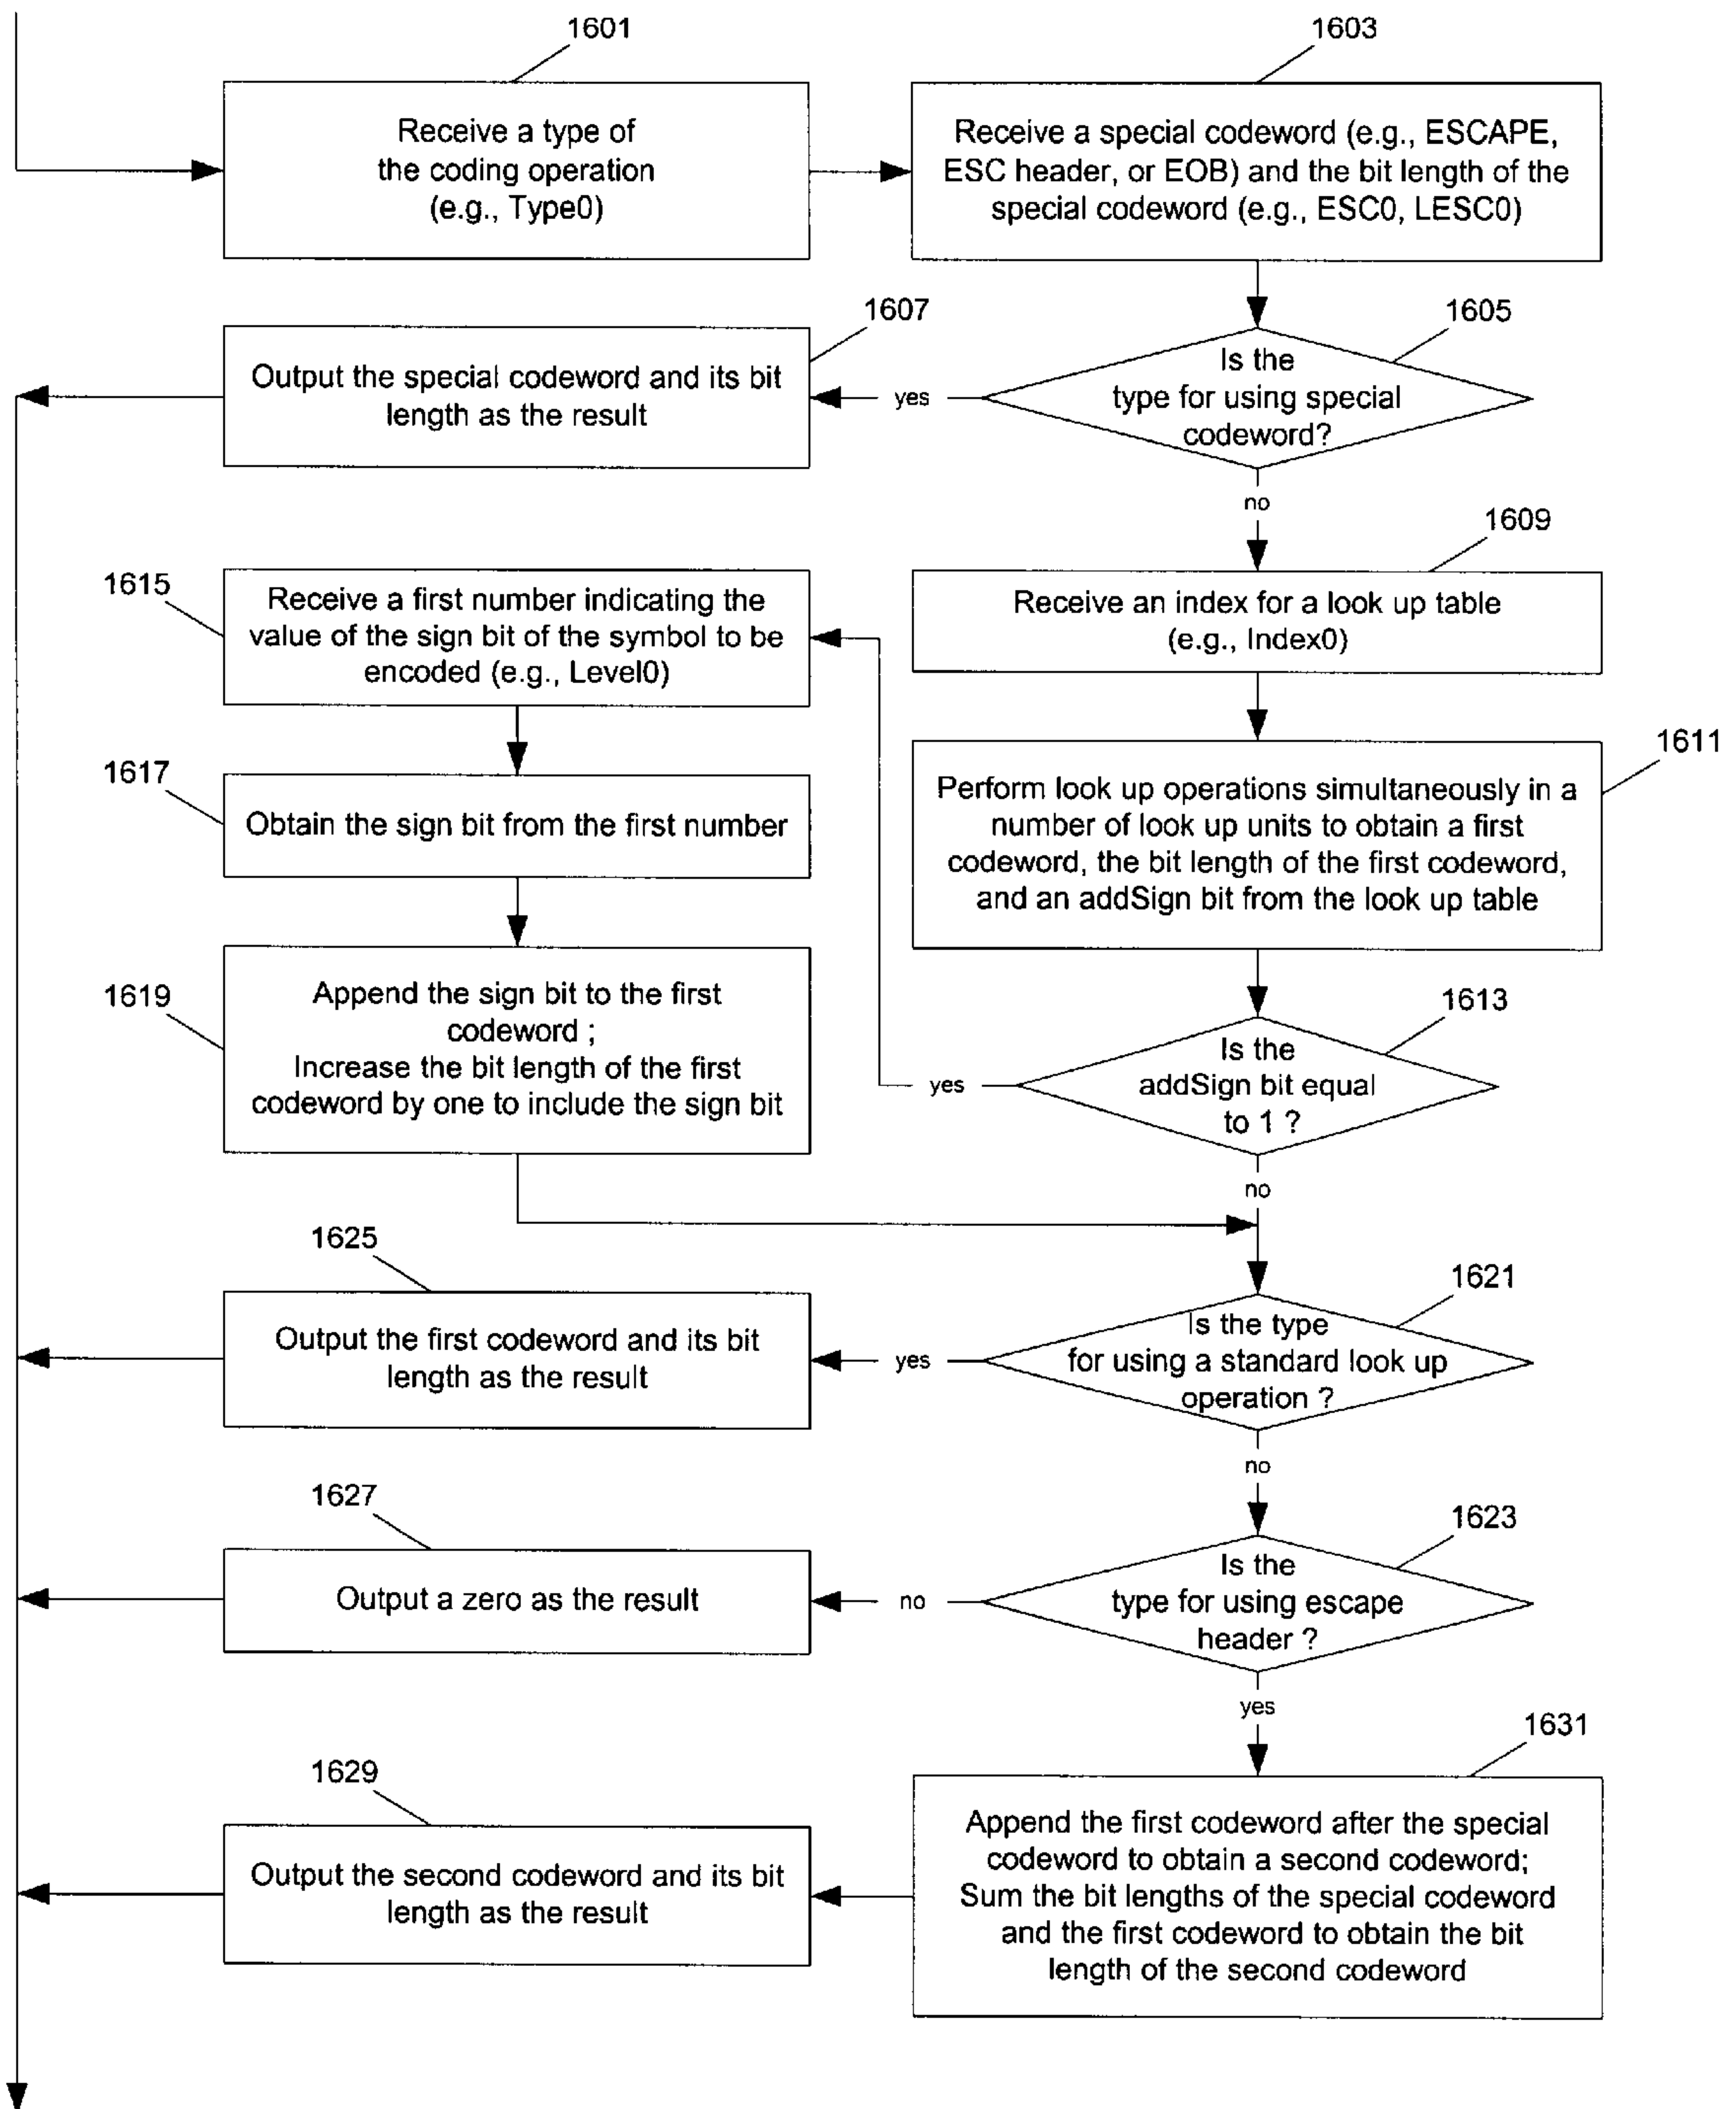 1601
Receive a type of
the coding operation
(e.g., Type0)
1603
Receive a special codeword (e.g., ESCAPE,
ESC header, or EOB) and the bit length of the
special codeword (e.g., ESC0, LESC0)
1605
Is the
type for using special
codeword?
yes
1607
Output the special codeword and its bit
length as the result
no
1609
Receive an index for a look up table
(e.g., Index0)
1611
Perform look up operations simultaneously in a
number of look up units to obtain a first
codeword, the bit length of the first codeword,
and an addSign bit from the look up table
1613
Is the
addSign bit equal
to 1 ?
yes
1615
Receive a first number indicating the
value of the sign bit of the symbol to be
encoded (e.g., Level0)
1617
Obtain the sign bit from the first number
1619
Append the sign bit to the first
codeword ;
Increase the bit length of the first
codeword by one to include the sign bit
no
1621
Is the type
for using a standard look up
operation ?
yes
1625
Output the first codeword and its bit
length as the result
no
1623
Is the
type for using escape
header ?
no
1627
Output a zero as the result
yes
1631
Append the first codeword after the special
codeword to obtain a second codeword;
Sum the bit lengths of the special codeword
and the first codeword to obtain the bit
length of the second codeword
1629
Output the second codeword and its bit
length as the result